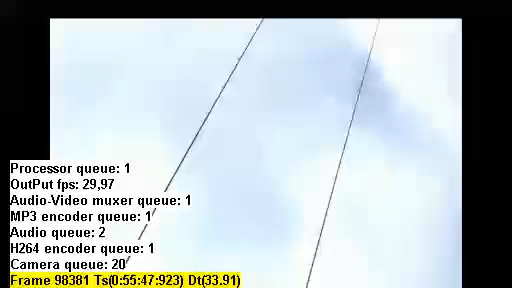 Processor queue: 1
OutPut fps: 29,97
Audio-Video muxer queue: 1
MP3 encoder queue: 1
Audio queue: 2
H264 encoder queue: 1
Camera queue: 20
Frame 98381 Ts(0:55:47:923) Dt(33.91)